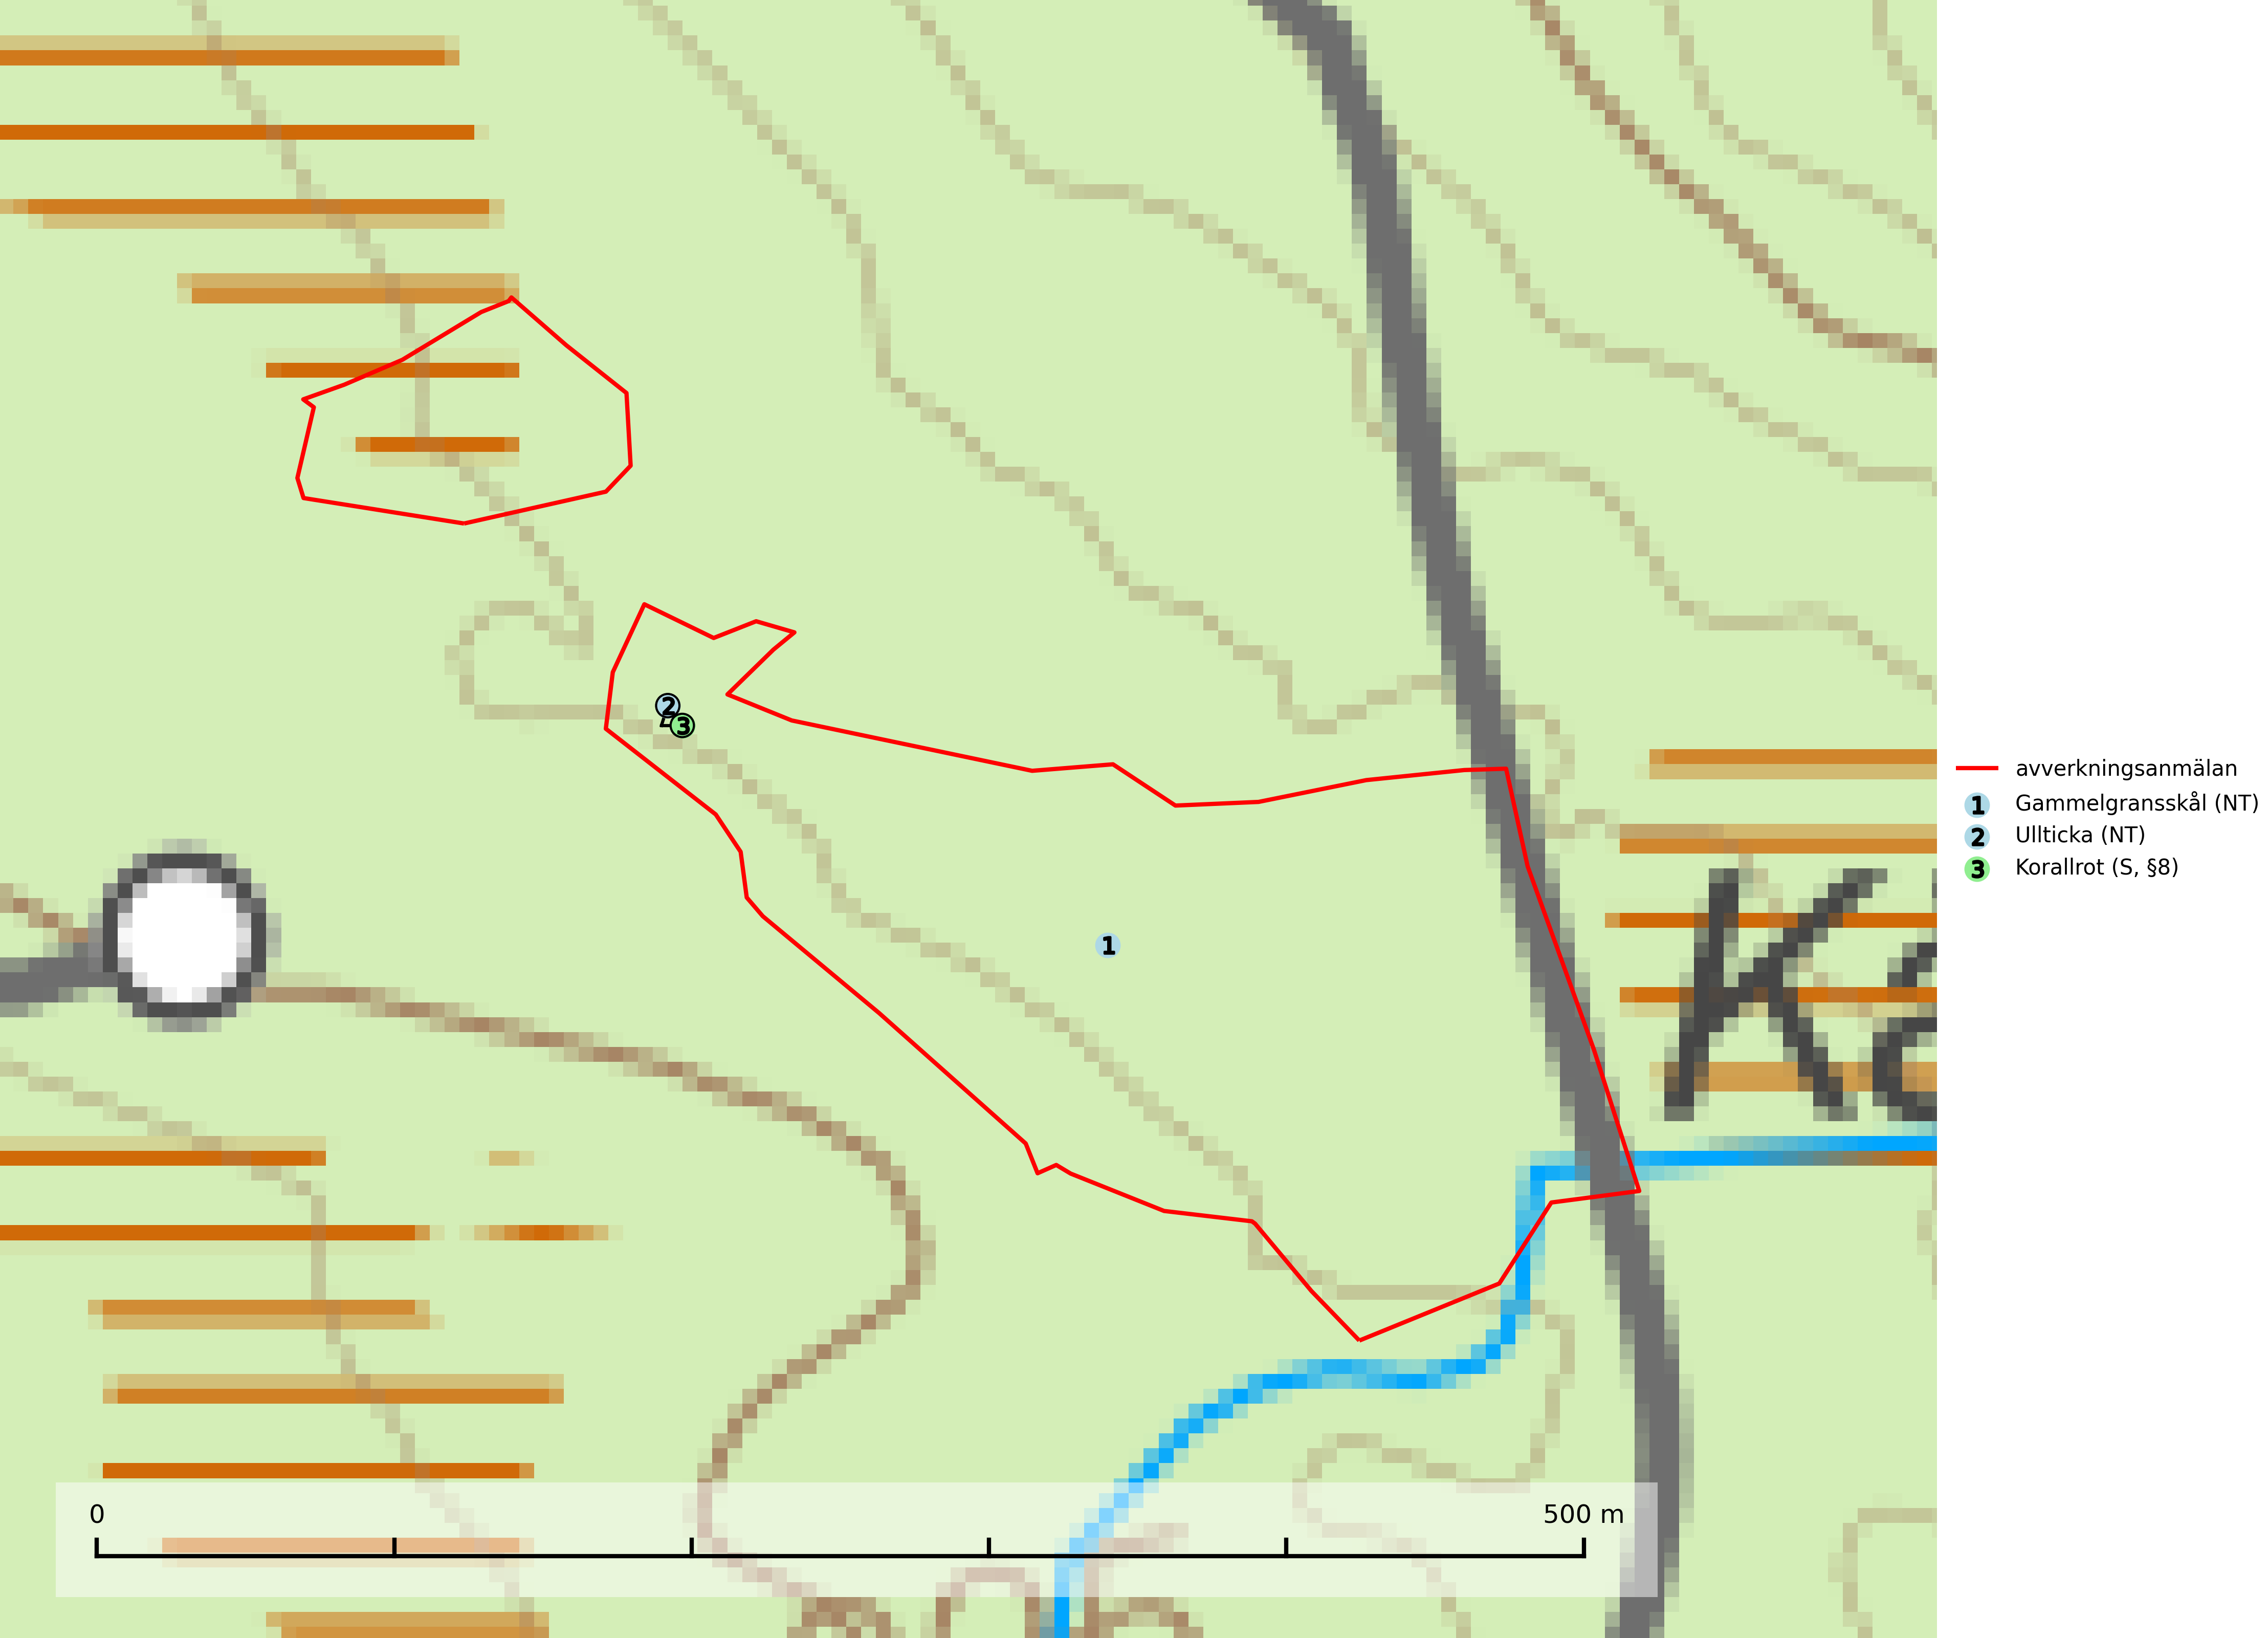 2
3
1
K
0
500 m
avverkningsanmälan
1 Gammelgransskål (NT)
2 Ullticka (NT)
3 Korallrot (S, §8)